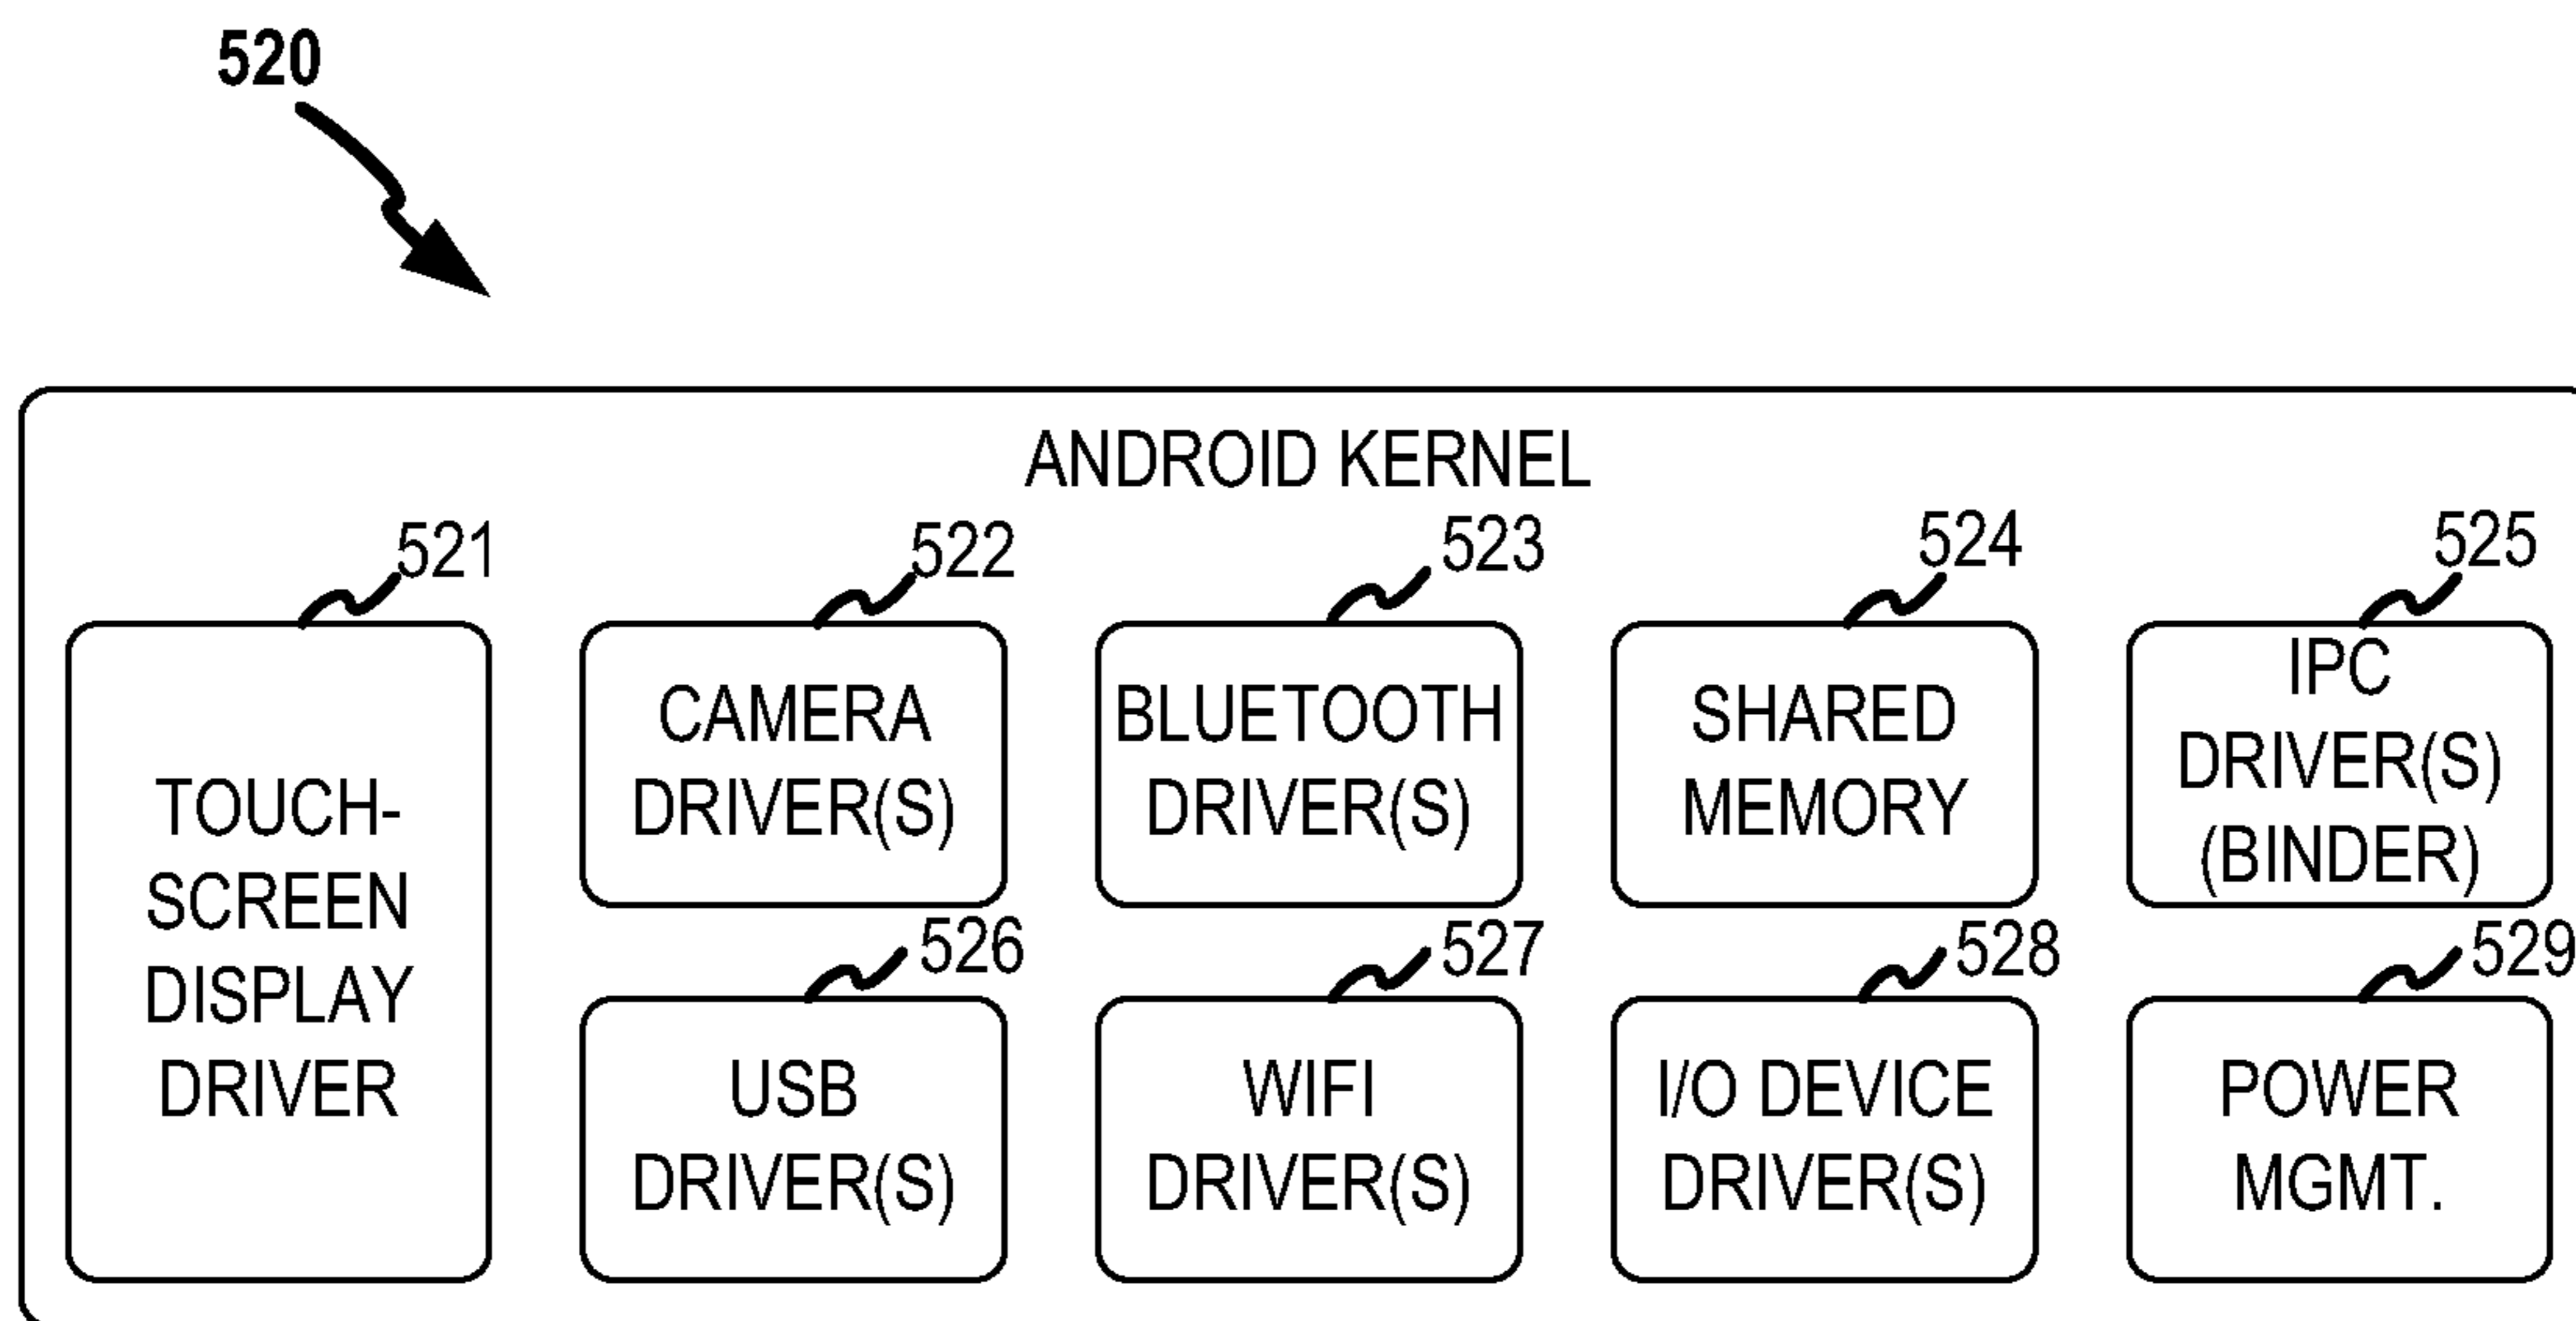 520
ANDROID KERNEL
521
TOUCH-
SCREEN
DISPLAY
DRIVER
522
CAMERA
DRIVER(S)
523
BLUETOOTH
DRIVER(S)
524
SHARED
MEMORY
525
IPC
DRIVER(S)
(BINDER)
526
USB
DRIVER(S)
527
WIFI
DRIVER(S)
528
I/O DEVICE
DRIVER(S)
529
POWER
MGMT.